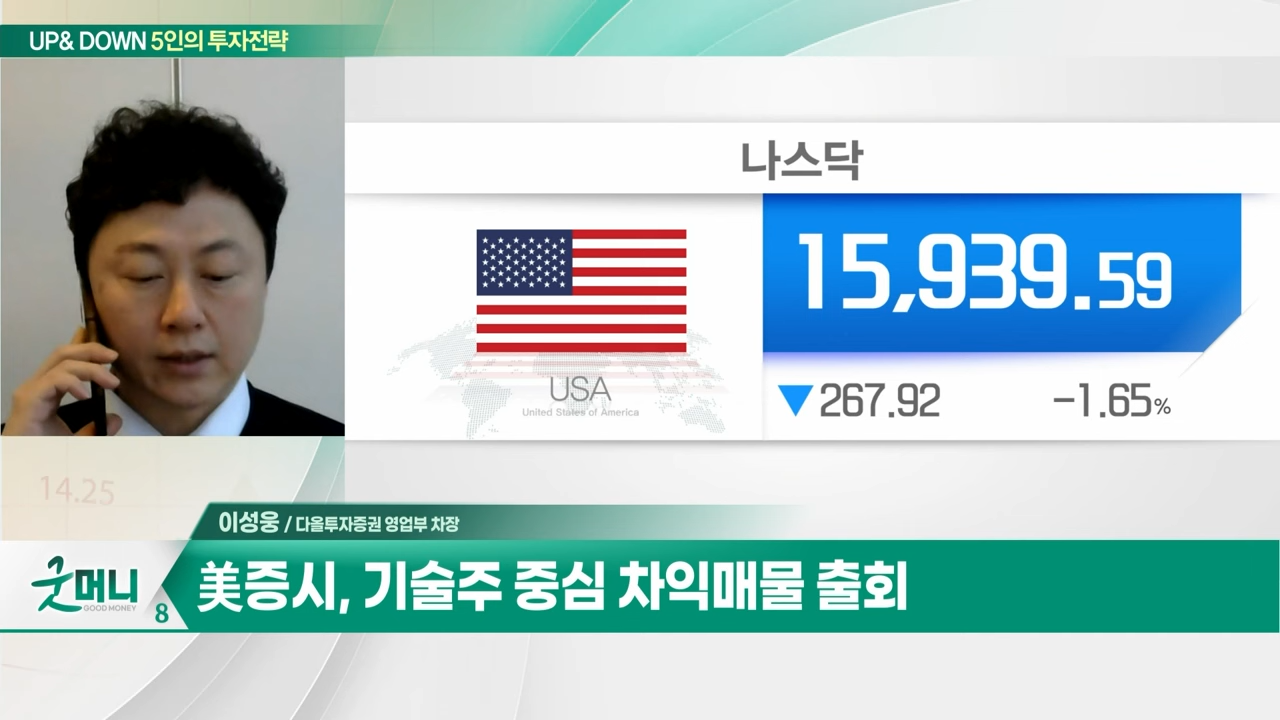 UP& DOWN 5인의 투자전략
나스닥
15,939.59
USA
United States of America
▼267.92 -1.65%
14.25
이성웅 / 다올투자증권 영업부 차장
굿머니
GOOD MONEY
8
美증시, 기술주 중심 차익매물 출회